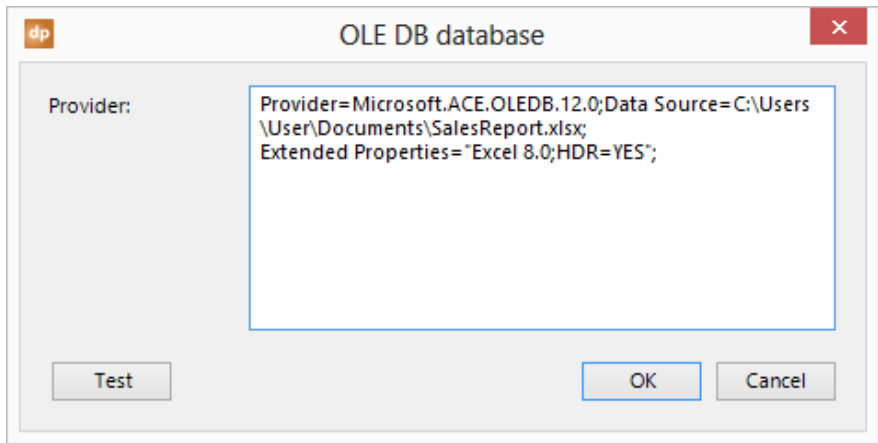 dp
OLE DB database
Provider:
Provider=Microsoft.ACE.OLEDB.12.0;Data Source=C:\Users
\User\Documents\SalesReport.xlsx;
Extended Properties="Excel 8.0;HDR=YES";
Test
OK
Cancel